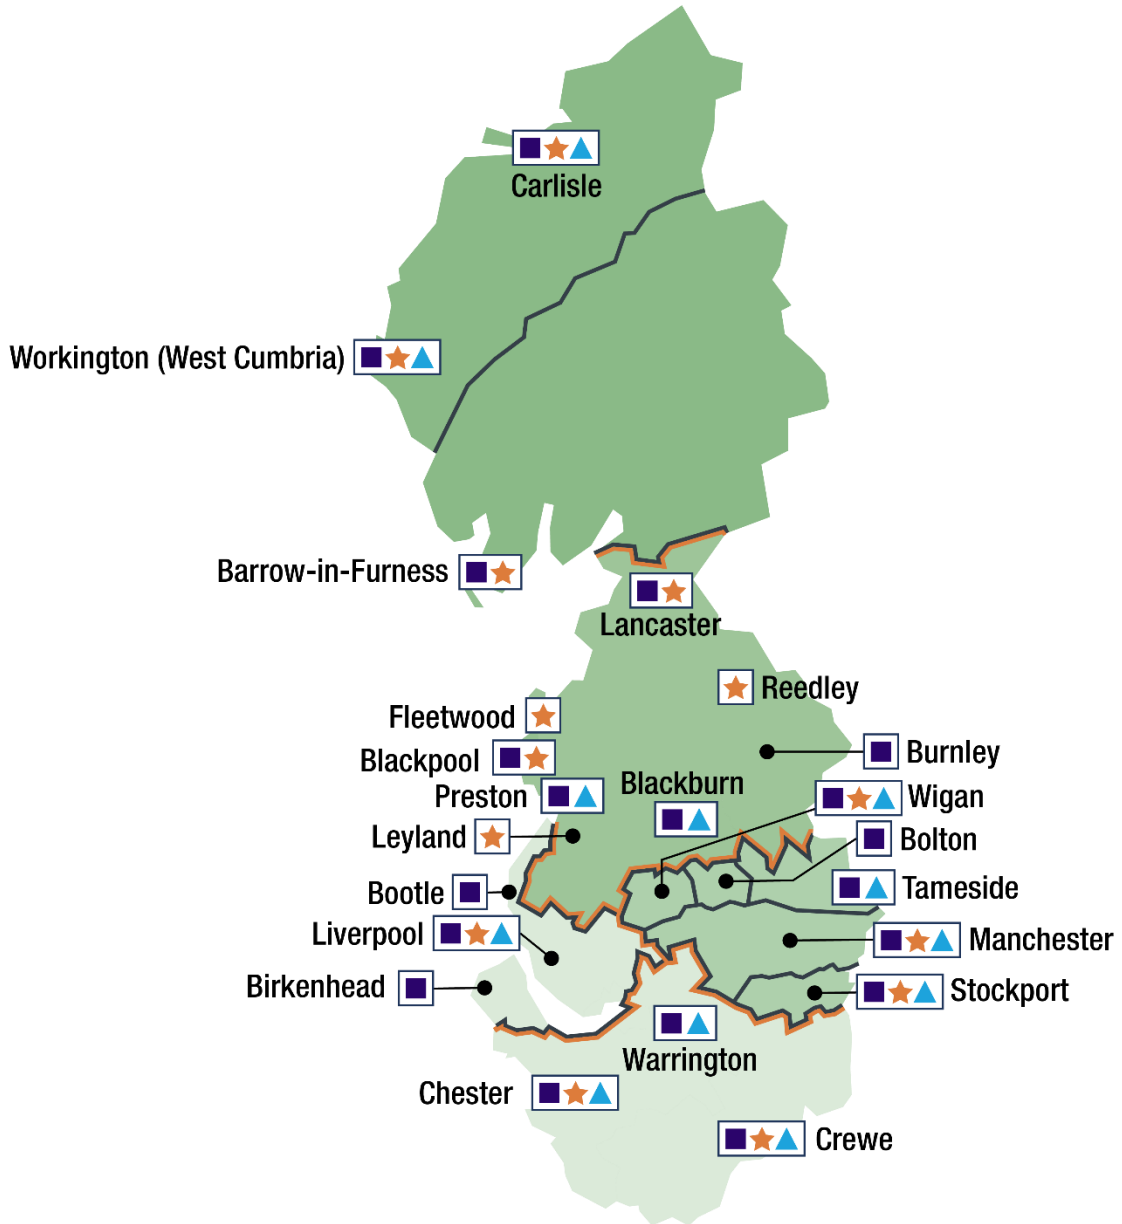 Carlisle
Workington (West Cumbria)
Barrow-in-Furness
Lancaster
Reedley
Fleetwood
Blackpool
Burnley
Preston
Blackburn
Wigan
Leyland
Bolton
Bootle
Tameside
Liverpool
Manchester
Birkenhead
Stockport
Warrington
Chester
Crewe